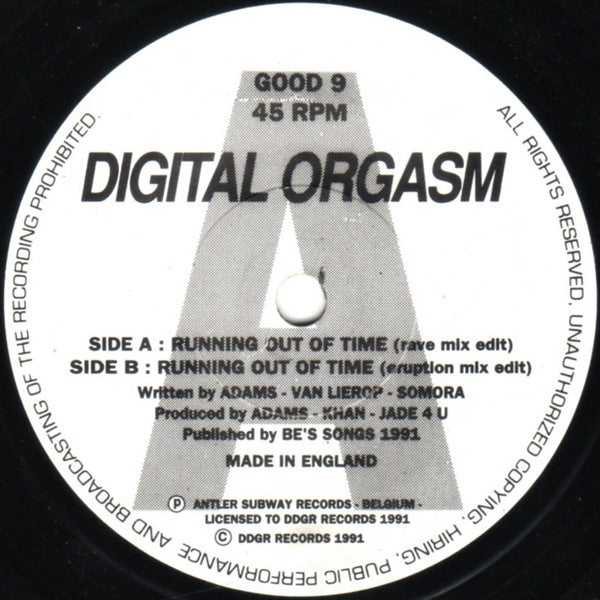 GOOD 9
45 RPM
DIGITAL ORGASM
A
SIDE A : RUNNING OUT OF TIME (rave mix edit)
SIDE B : RUNNING OUT OF TIME (eruption mix edit)
Written by ADAMS - VAN LIEROP - SOMORA
Produced by ADAMS - KHAN - JADE 4 U
Published by BE'S SONGS 1991
MADE IN ENGLAND
Ⓟ ANTLER SUBWAY RECORDS - BELGIUM -
LICENSED TO DDGR RECORDS 1991
© DDGR RECORDS 1991
ALL RIGHTS RESERVED, UNAUTHORIZED COPYING, HIRING, PUBLIC PERFORMANCE AND BROADCASTING OF THE RECORDING PROHIBITED.